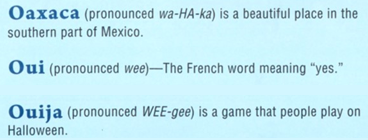 Oaxaca (pronounced wa-HA-ka) is a beautiful place in the
southern part of Mexico.
Oui (pronounced wee)—The French word meaning “yes.”
Ouija (pronounced WEE-gee) is a game that people play on
Halloween.